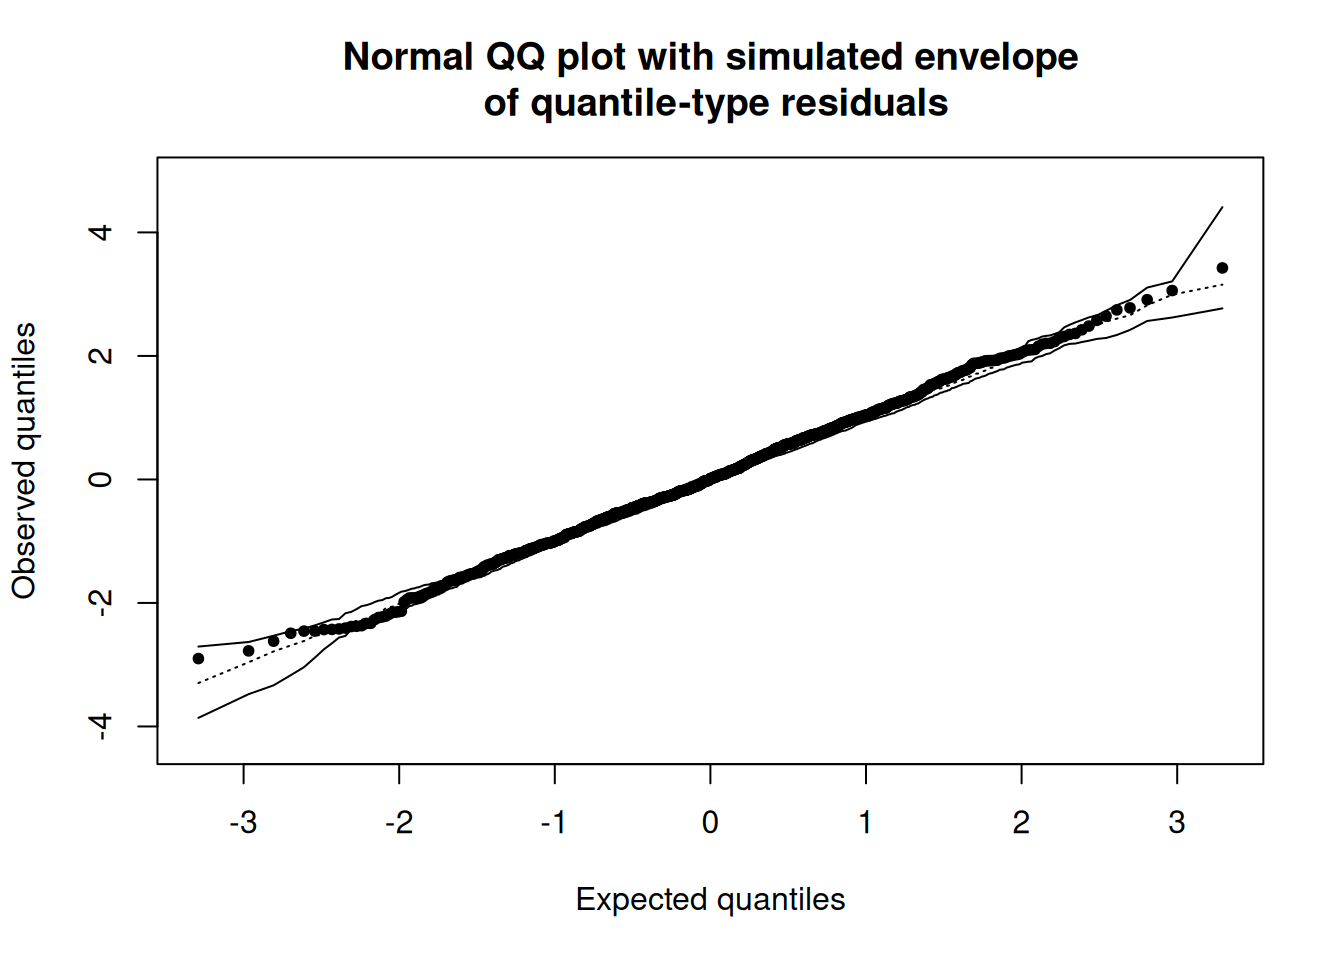 Normal QQ plot with simulated envelope
of quantile-type residuals
Observed quantiles
4
2
0
-2
-4
-3 -2 -1 0 1 2 3
Expected quantiles